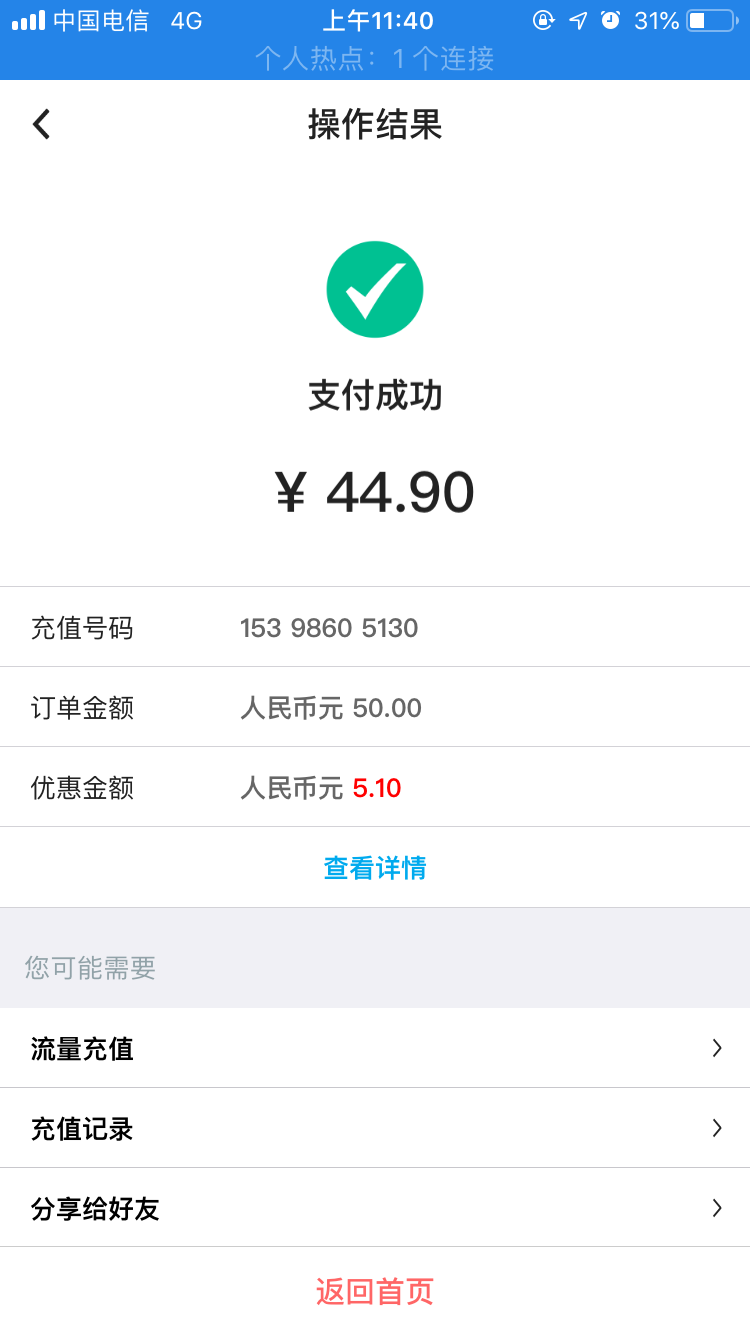 中国电信 4G 上午11:40 31%
个人热点：1 个连接
操作结果
支付成功
¥ 44.90
充值号码 153 9860 5130
订单金额 人民币元 50.00
优惠金额 人民币元 5.10
查看详情
您可能需要
流量充值
充值记录
分享给好友
返回首页